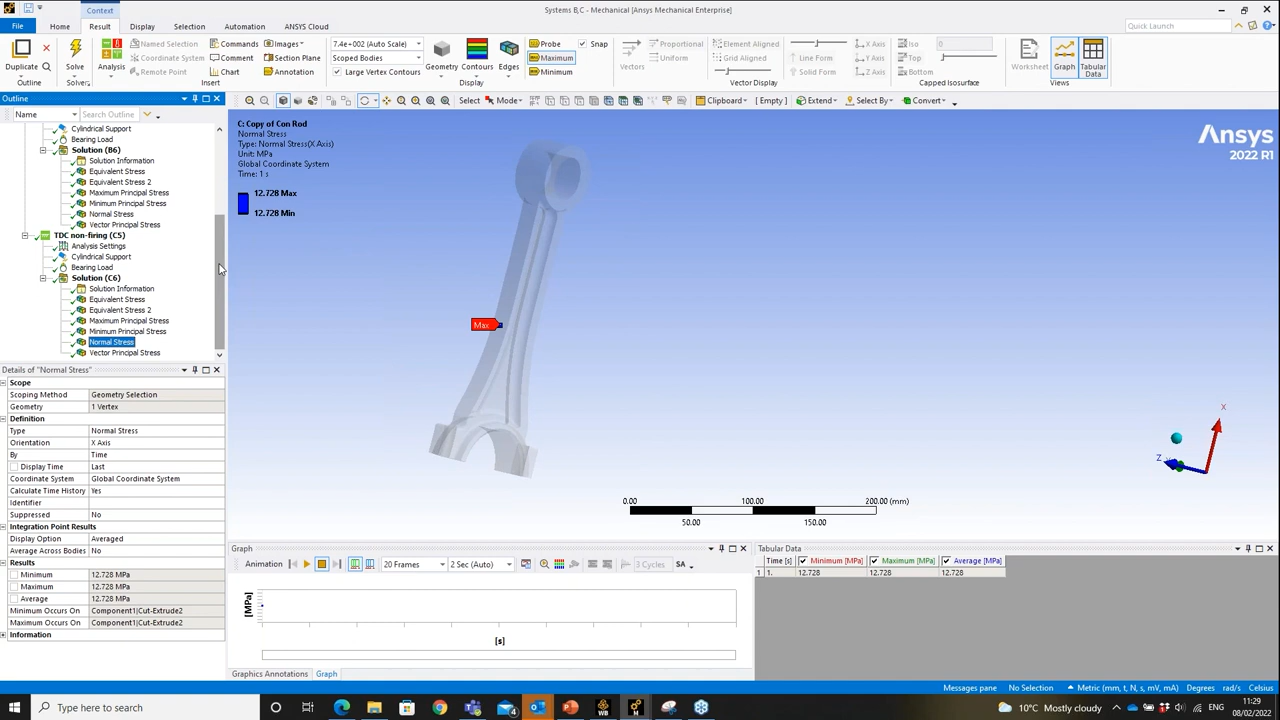 Context
Systems B,C - Mechanical [Ansys Mechanical Enterprise]
File
Home
Result
Display
Selection
Automation
ANSYS Cloud
Quick Launch
Duplicate
Outline
Solve
Solvers
Analysis
Named Selection
Coordinate System
Remote Point
Commands
Comment
Chart
Images
Section Plane
Annotation
Insert
7.4e+002 (Auto Scale)
Scoped Bodies
Large Vertex Contours
Geometry
Contours
Edges
Display
Probe
Maximum
Minimum
Snap
Vectors
Proportional
Uniform
Element Aligned
Grid Aligned
Line Form
Solid Form
X Axis
Y Axis
Z Axis
Vector Display
Iso
Top
Bottom
0
Capped Isosurface
Worksheet
Graph
Tabular
Data
Views
Outline
Name
Search Outline
Select
Mode
Clipboard
[ Empty ]
Extend
Select By
Convert
Cylindrical Support
Bearing Load
Solution (B6)
Solution Information
Equivalent Stress
Equivalent Stress 2
Maximum Principal Stress
Minimum Principal Stress
Normal Stress
Vector Principal Stress
TDC non-firing (C5)
Analysis Settings
Cylindrical Support
Bearing Load
Solution (C6)
Solution Information
Equivalent Stress
Equivalent Stress 2
Maximum Principal Stress
Minimum Principal Stress
Normal Stress
Vector Principal Stress
C: Copy of Con Rod
Normal Stress
Type: Normal Stress(X Axis)
Unit: MPa
Global Coordinate System
Time: 1 s
12.728 Max
12.728 Min
Max
Ansys
2022 R1
X
Z
0.00
100.00
200.00 (mm)
50.00
150.00
Details of "Normal Stress"
Scope
Scoping Method Geometry Selection
Geometry 1 Vertex
Definition
Type Normal Stress
Orientation X Axis
By Time
Display Time Last
Coordinate System Global Coordinate System
Calculate Time History Yes
Identifier
Suppressed No
Integration Point Results
Display Option Averaged
Average Across Bodies No
Results
Minimum 12.728 MPa
Maximum 12.728 MPa
Average 12.728 MPa
Minimum Occurs On Component1|Cut-Extrude2
Maximum Occurs On Component1|Cut-Extrude2
Information
Graph
Animation
20 Frames
2 Sec (Auto)
3 Cycles
SA
[MPa]
[s]
Graphics Annotations
Graph
Tabular Data
Time [s] Minimum [MPa] Maximum [MPa] Average [MPa]
1 1. 12.728 12.728 12.728
Messages pane
No Selection
Metric (mm, t, N, s, mV, mA)
Degrees
rad/s
Celsius
Type here to search
10°C Mostly cloudy
ENG
11:29
08/02/2022